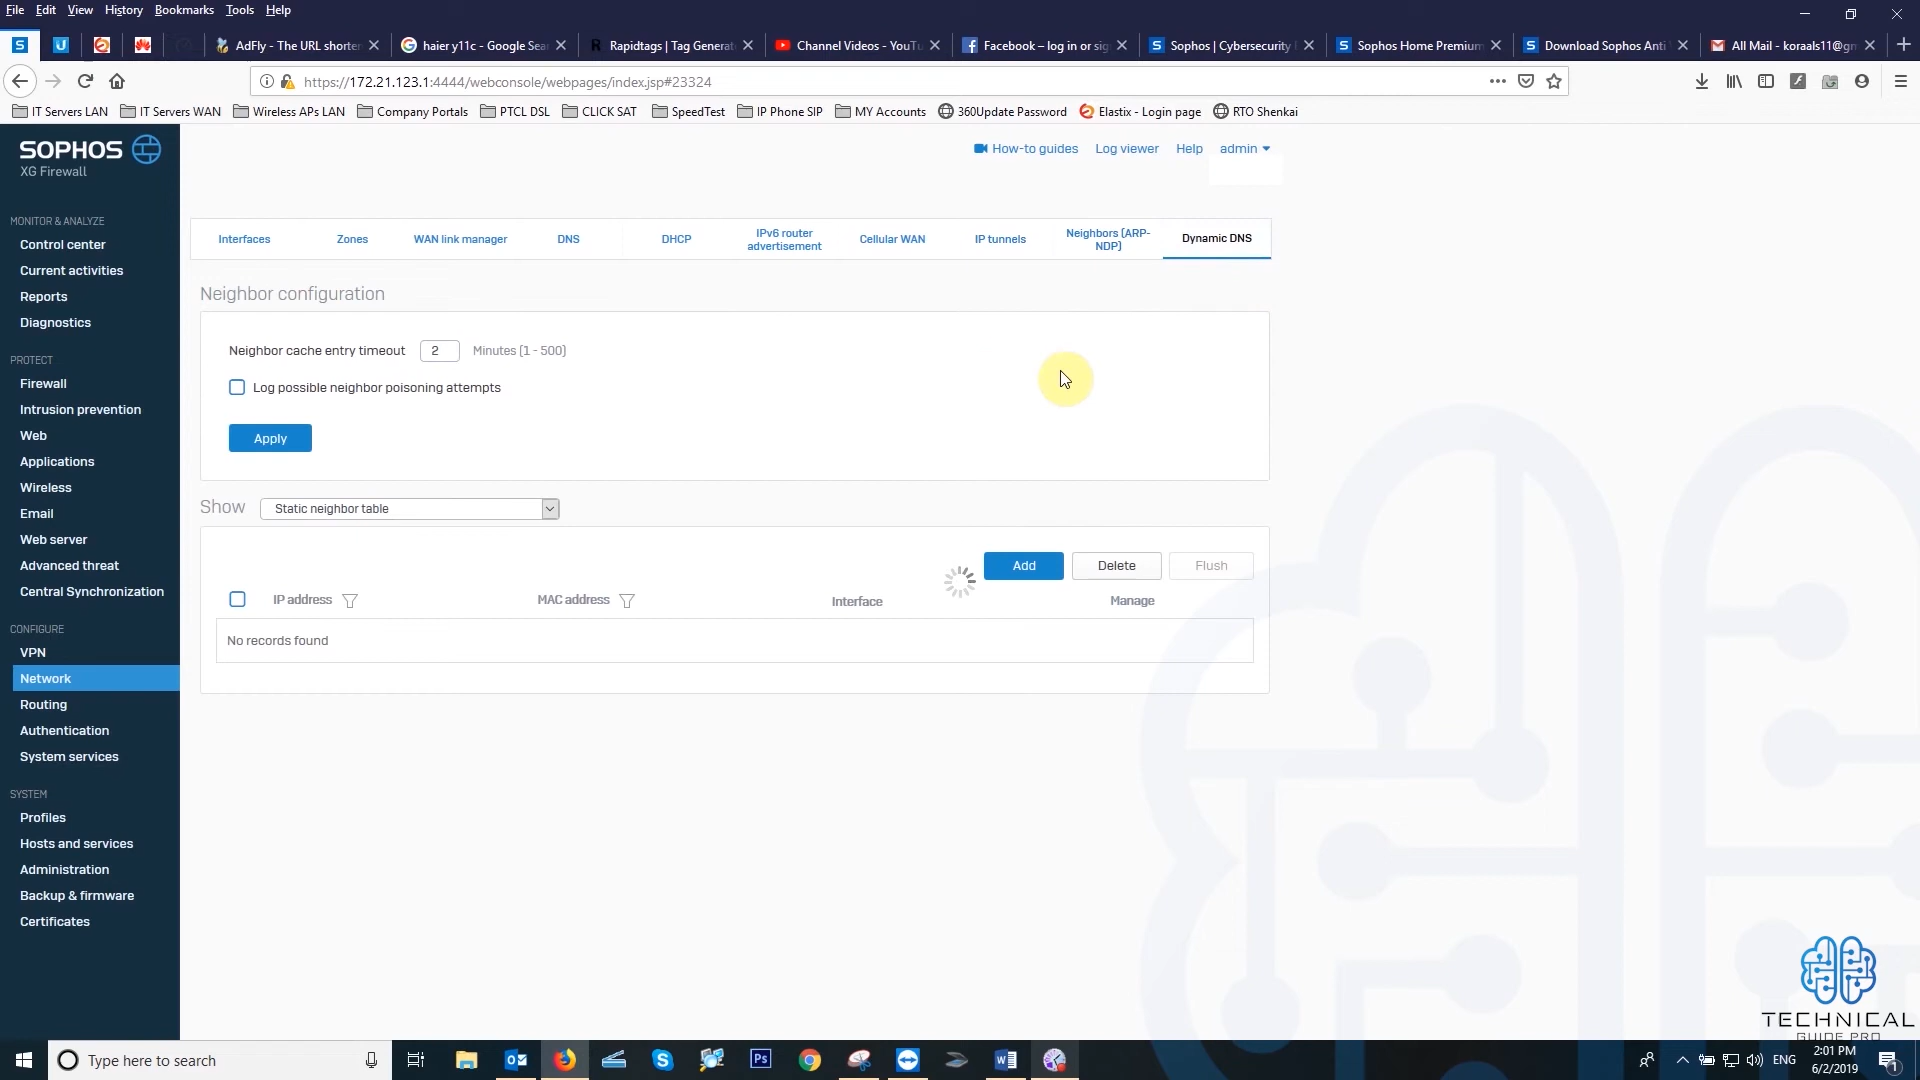 File Edit View History Bookmarks Tools Help
AdFly - The URL shorte
haier y11c - Google Sea
Rapidtags | Tag Generat
Channel Videos - YouTu
Facebook – log in or sig
Sophos | Cybersecurity
Sophos Home Premium
Download Sophos Anti
All Mail - koraals11@gm
https://172.21.123.1:4444/webconsole/webpages/index.jsp#23324
IT Servers LAN IT Servers WAN Wireless APs LAN Company Portals PTCL DSL CLICK SAT SpeedTest IP Phone SIP MY Accounts 360Update Password Elastix - Login page RTO Shenkai
SOPHOS
XG Firewall
How-to guides Log viewer Help admin
MONITOR & ANALYZE
Control center
Current activities
Reports
Diagnostics
PROTECT
Firewall
Intrusion prevention
Web
Applications
Wireless
Email
Web server
Advanced threat
Central Synchronization
CONFIGURE
VPN
Network
Routing
Authentication
System services
SYSTEM
Profiles
Hosts and services
Administration
Backup & firmware
Certificates
Interfaces
Zones
WAN link manager
DNS
DHCP
IPv6 router
advertisement
Cellular WAN
IP tunnels
Neighbors (ARP-
NDP)
Dynamic DNS
Neighbor configuration
Neighbor cache entry timeout 2 Minutes (1 - 500)
Log possible neighbor poisoning attempts
Apply
Show Static neighbor table
Add Delete Flush
IP address MAC address Interface Manage
No records found
TECHNICAL
GUIDE PRO
Type here to search
Ps
ENG
2:01 PM
6/2/2019
1